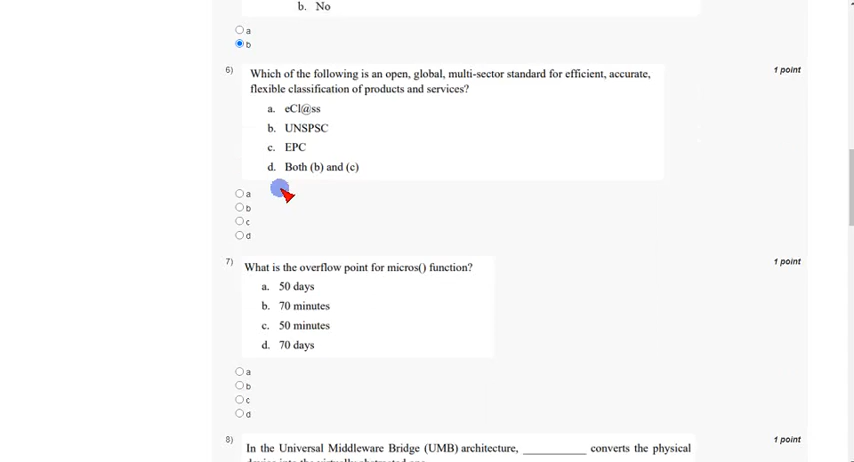 b. No
a
b
6) Which of the following is an open, global, multi-sector standard for efficient, accurate, 1 point
flexible classification of products and services?
a. eCl@ss
b. UNSPSC
c. EPC
d. Both (b) and (c)
a
b
c
d
7) What is the overflow point for micros() function? 1 point
a. 50 days
b. 70 minutes
c. 50 minutes
d. 70 days
a
b
c
d
8) In the Universal Middleware Bridge (UMB) architecture, ___________ converts the physical 1 point